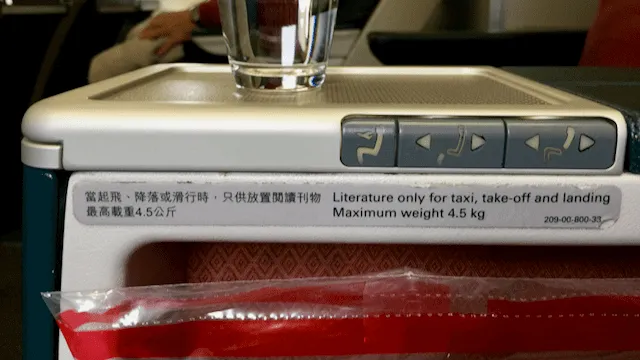 當起飛、降落或滑行時，只供放置閱讀刊物
最高載重4.5公斤
Literature only for taxi, take-off and landing
Maximum weight 4.5 kg
209-00-800-33